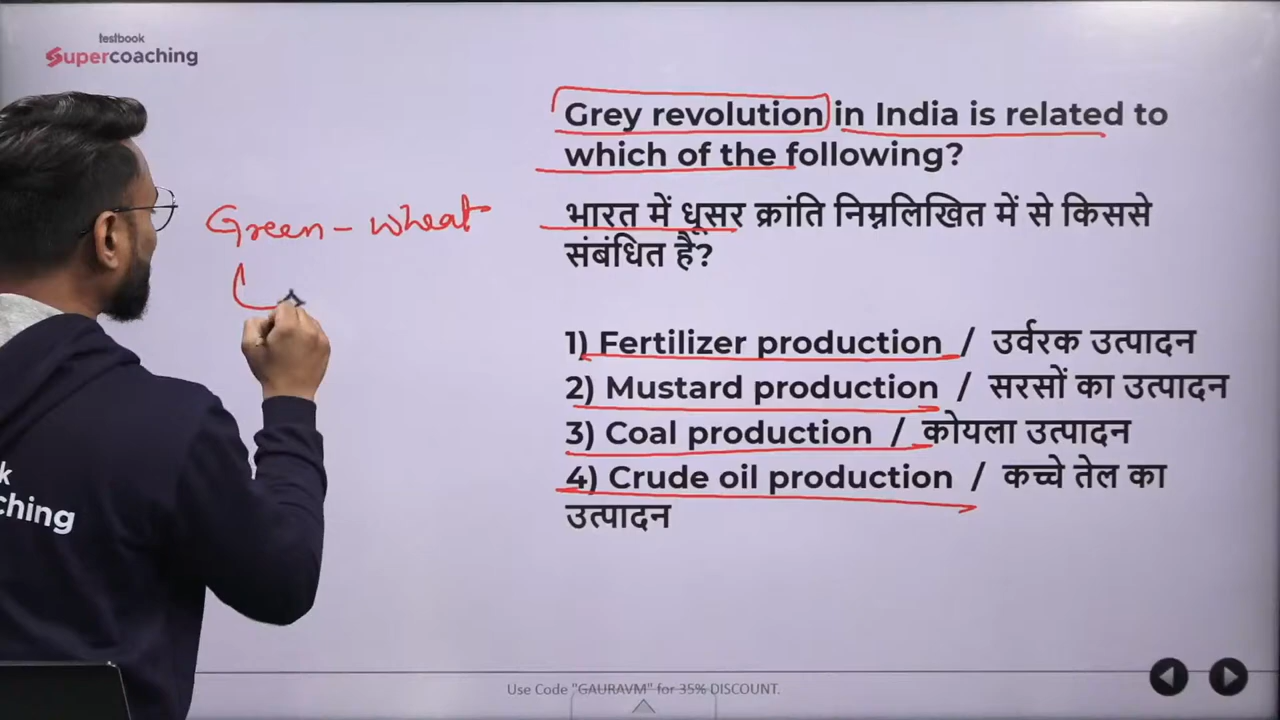 testbook
Supercoaching
Grey revolution in India is related to
which of the following?
भारत में धूसर क्रांति निम्नलिखित में से किससे
संबंधित है?
Green - wheat
1) Fertilizer production / उर्वरक उत्पादन
2) Mustard production / सरसों का उत्पादन
3) Coal production / कोयला उत्पादन
4) Crude oil production / कच्चे तेल का
उत्पादन
k
ching
Use Code "GAURAVM" for 35% DISCOUNT.